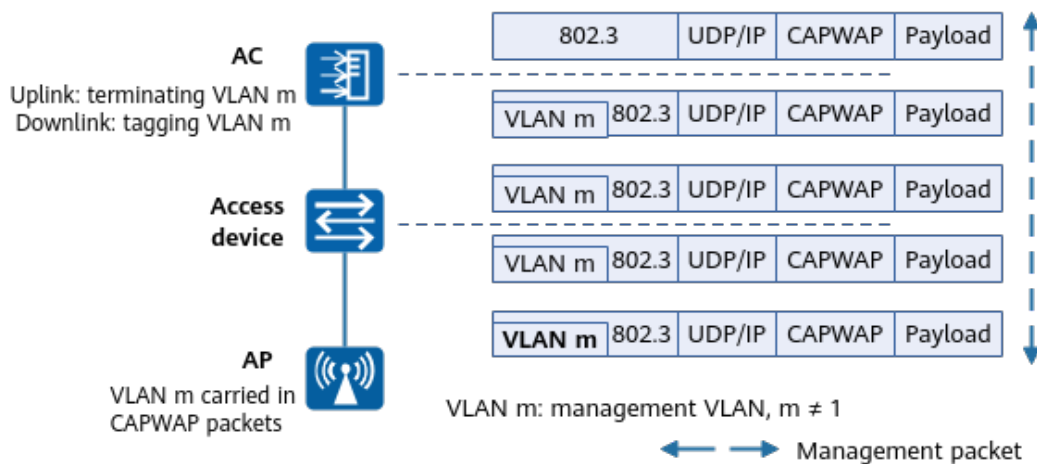 802.3 UDP/IP CAPWAP Payload
AC
Uplink: terminating VLAN m
Downlink: tagging VLAN m
VLAN m 802.3 UDP/IP CAPWAP Payload
VLAN m 802.3 UDP/IP CAPWAP Payload
Access
device
VLAN m 802.3 UDP/IP CAPWAP Payload
VLAN m 802.3 UDP/IP CAPWAP Payload
AP
VLAN m carried in
CAPWAP packets
VLAN m: management VLAN, m ≠ 1
Management packet